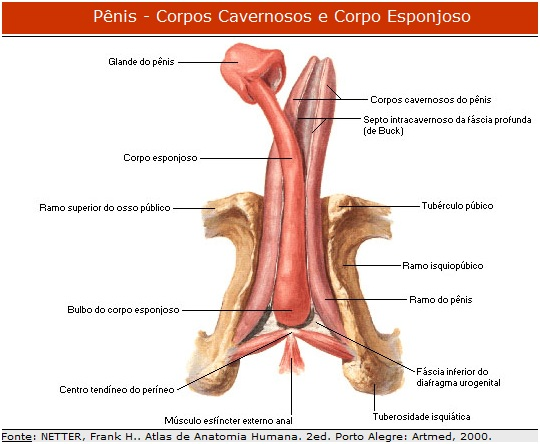 Pênis - Corpos Cavernosos e Corpo Esponjoso
Glande do pênis
Corpos cavernosos do pênis
Septo intracavernoso da fáscia profunda
(de Buck)
Corpo esponjoso
Ramo superior do osso público
Tubérculo púbico
Ramo isquiopúbico
Ramo do pênis
Bulbo do corpo esponjoso
Fáscia inferior do
diafragma urogenital
Centro tendíneo do períneo
Músculo esfíncter externo anal
Tuberosidade isquiática
Fonte: NETTER, Frank H.. Atlas de Anatomia Humana. 2ed. Porto Alegre: Artmed, 2000.